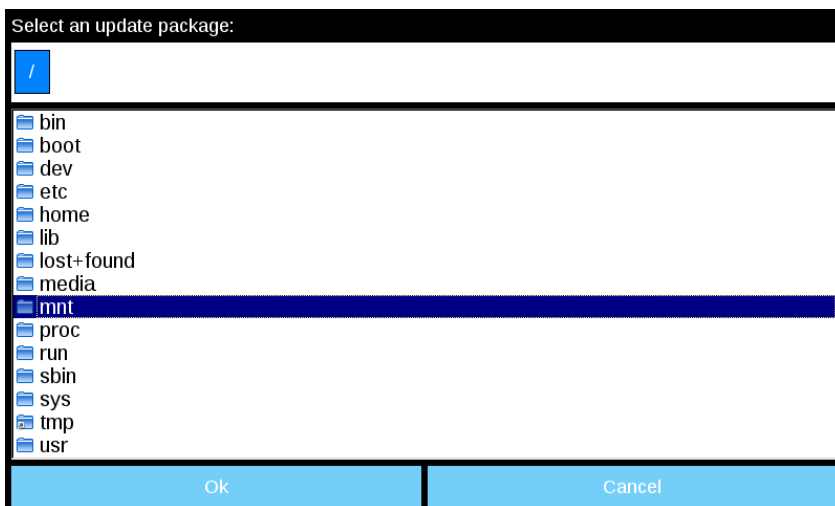 Select an update package:
/
bin
boot
dev
etc
home
lib
lost+found
media
mnt
proc
run
sbin
sys
tmp
usr
Ok Cancel